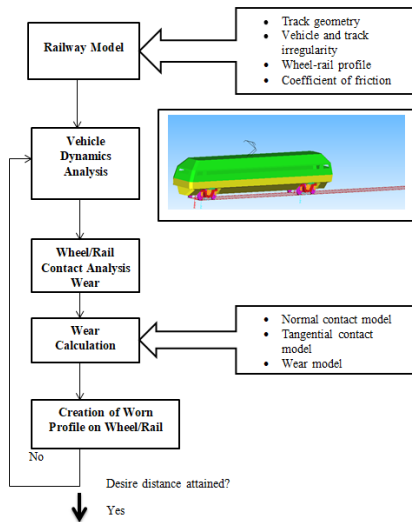 Railway Model
• Track geometry
• Vehicle and track
irregularity
• Wheel-rail profile
• Coefficient of friction
Vehicle
Dynamics
Analysis
Wheel/Rail
Contact Analysis
Wear
Wear
Calculation
• Normal contact model
• Tangential contact
model
• Wear model
Creation of Worn
Profile on Wheel/Rail
No
Desire distance attained?
Yes